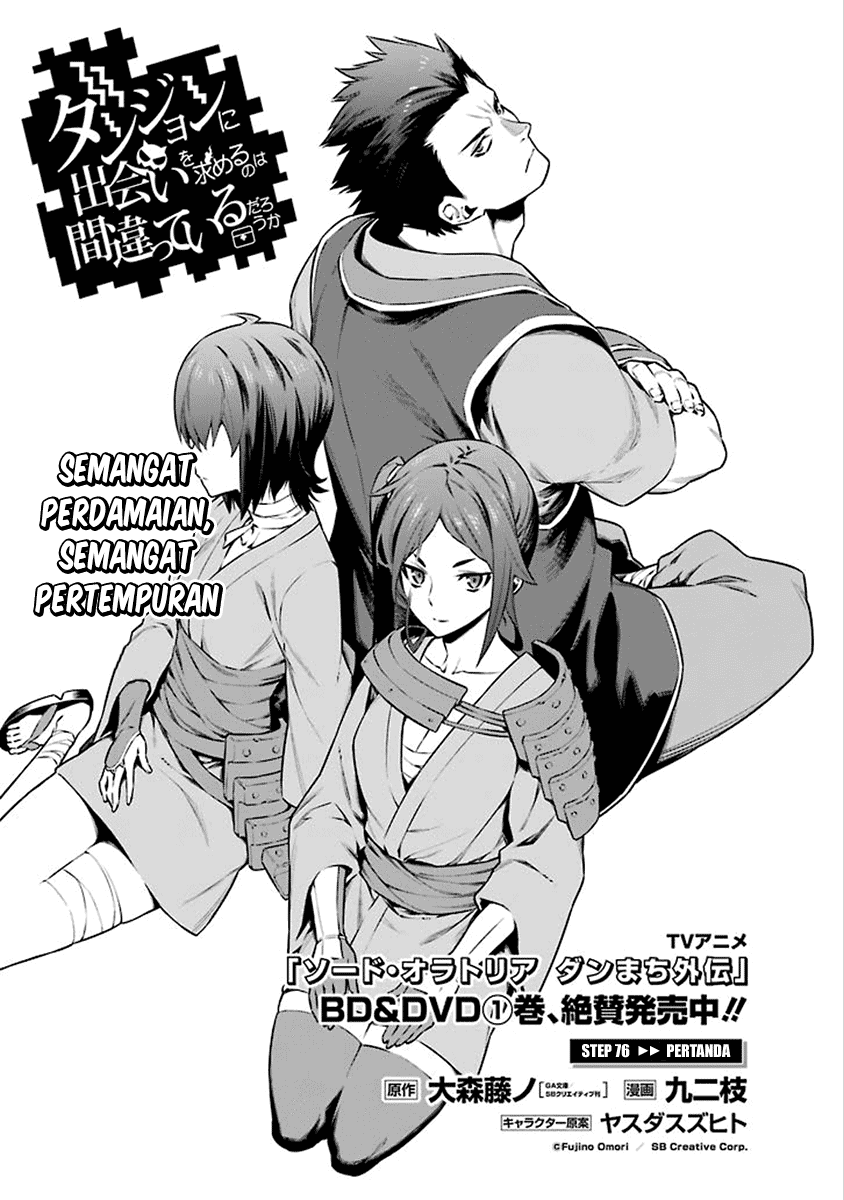 ダンジョンに
出会いを求めるのは
間違っているだろうか
SEMANGAT
PERDAMAIAN,
SEMANGAT
PERTEMPURAN
TVアニメ
「ソード・オラトリア ダンまち外伝」
BD&DVD①巻、絶賛発売中!!
STEP 76 ▶▶ PERTANDA
原作 大森藤ノ[GA文庫/SBクリエイティブ刊] 漫画 九二枝
キャラクター原案 ヤスダスズヒト
©Fujino Omori / SB Creative Corp.